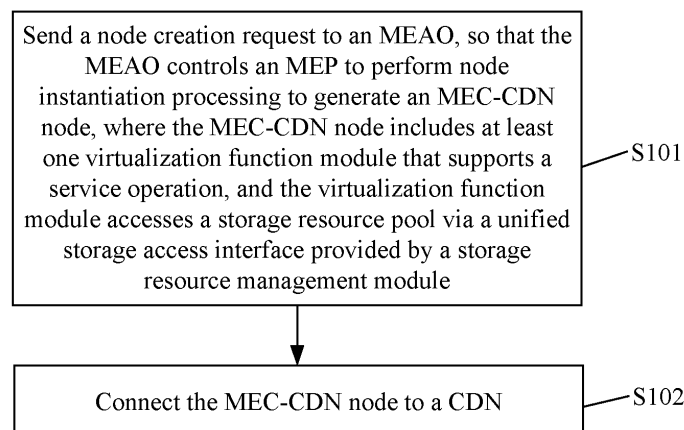 Send a node creation request to an MEAO, so that the
MEAO controls an MEP to perform node
instantiation processing to generate an MEC-CDN
node, where the MEC-CDN node includes at least
one virtualization function module that supports a
service operation, and the virtualization function
module accesses a storage resource pool via a unified
storage access interface provided by a storage
resource management module
S101
Connect the MEC-CDN node to a CDN
S102